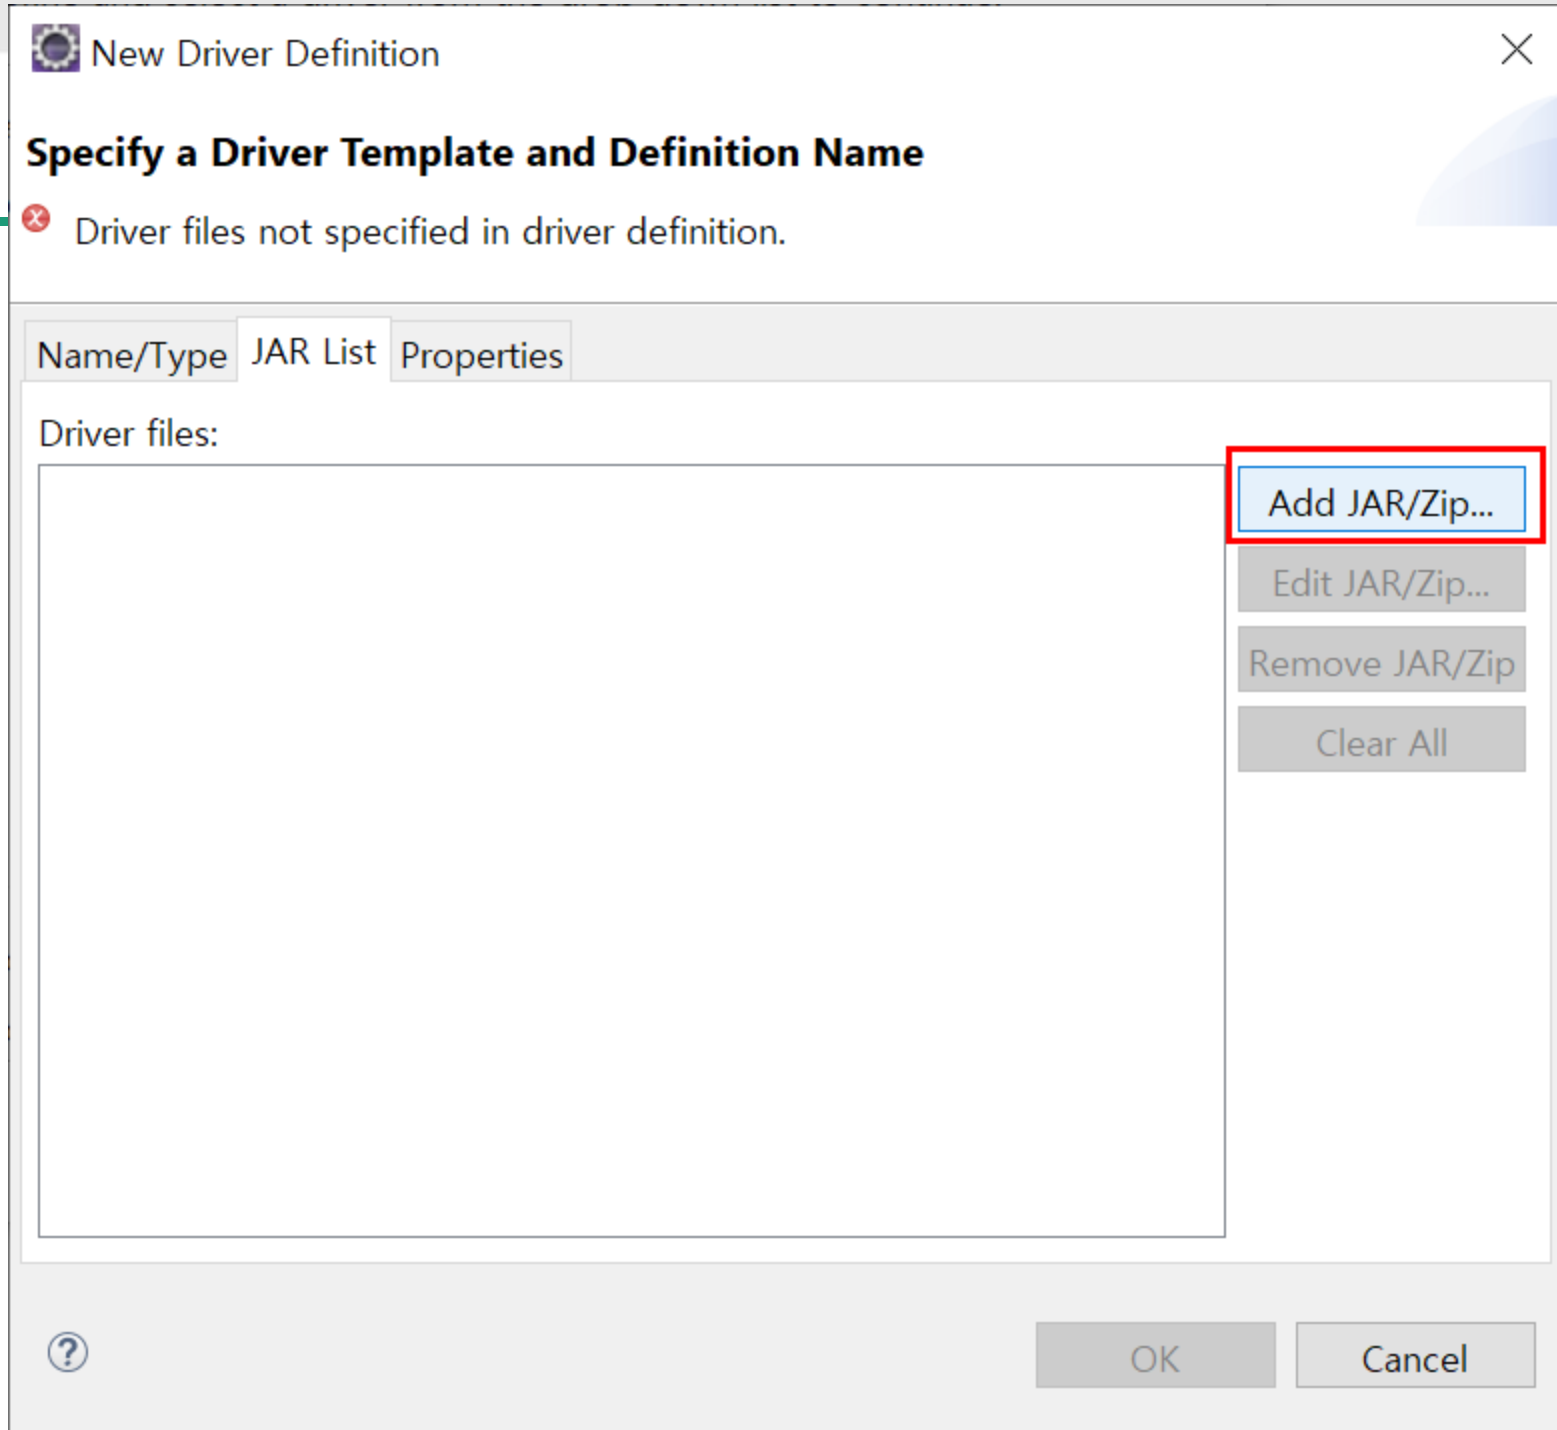 New Driver Definition
Specify a Driver Template and Definition Name
Driver files not specified in driver definition.
Name/Type JAR List Properties
Driver files:
Add JAR/Zip...
Edit JAR/Zip...
Remove JAR/Zip
Clear All
OK Cancel